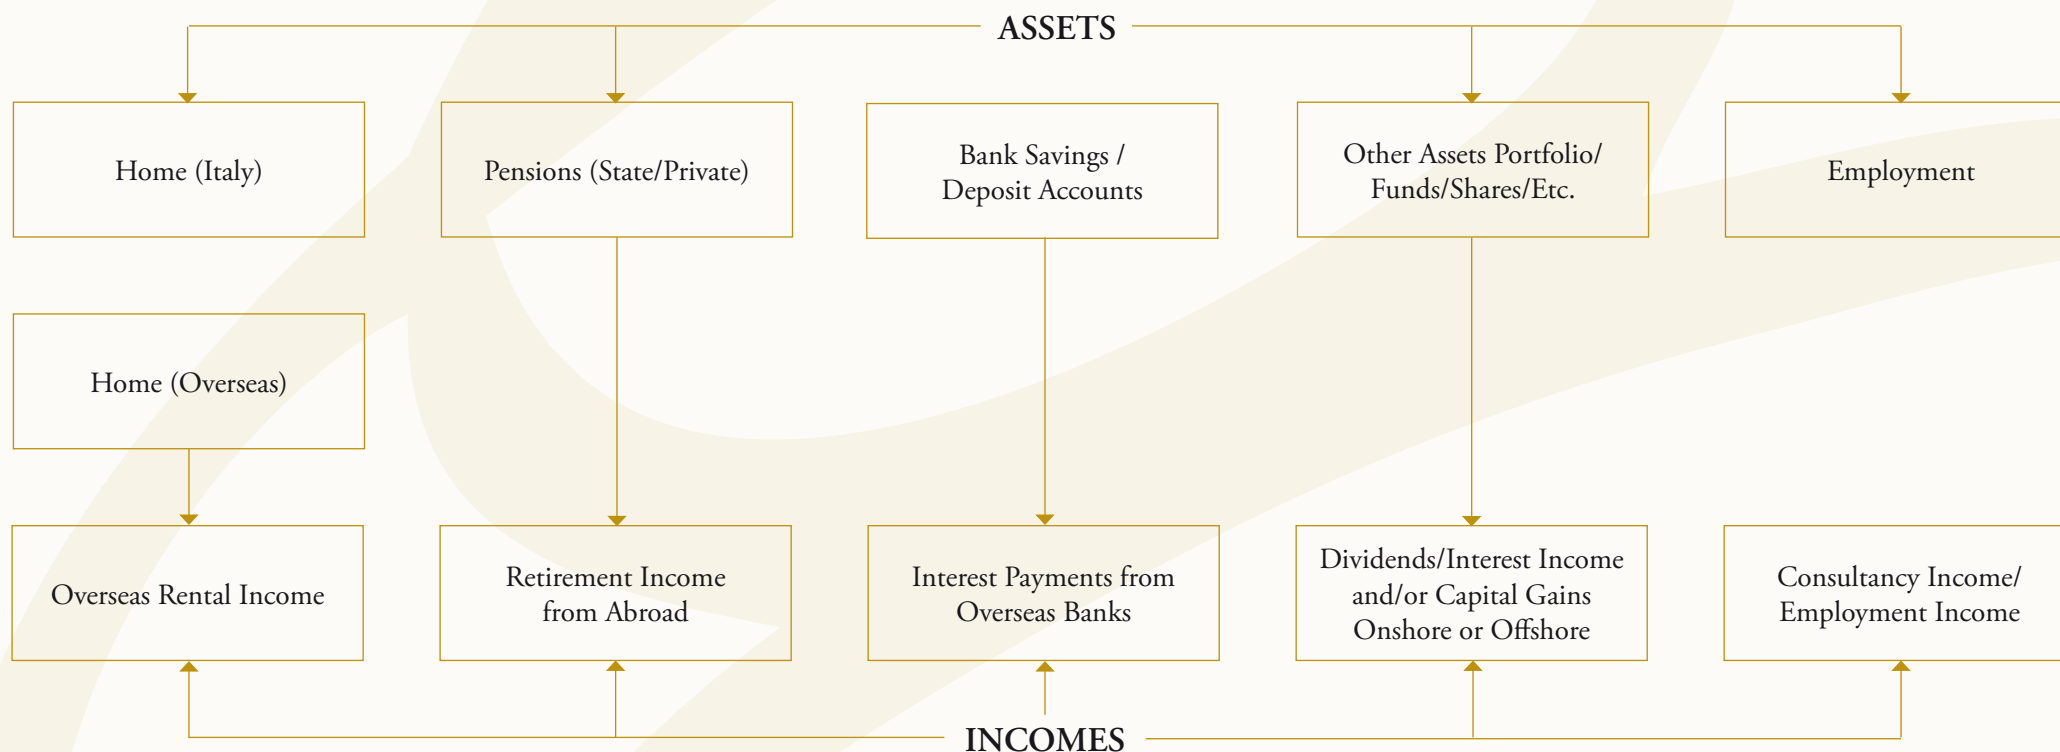 ASSETS
Home (Italy)
Pensions (State/Private)
Bank Savings /
Deposit Accounts
Other Assets Portfolio/
Funds/Shares/Etc.
Employment
Home (Overseas)
Overseas Rental Income
Retirement Income
from Abroad
Interest Payments from
Overseas Banks
Dividends/Interest Income
and/or Capital Gains
Onshore or Offshore
Consultancy Income/
Employment Income
INCOMES